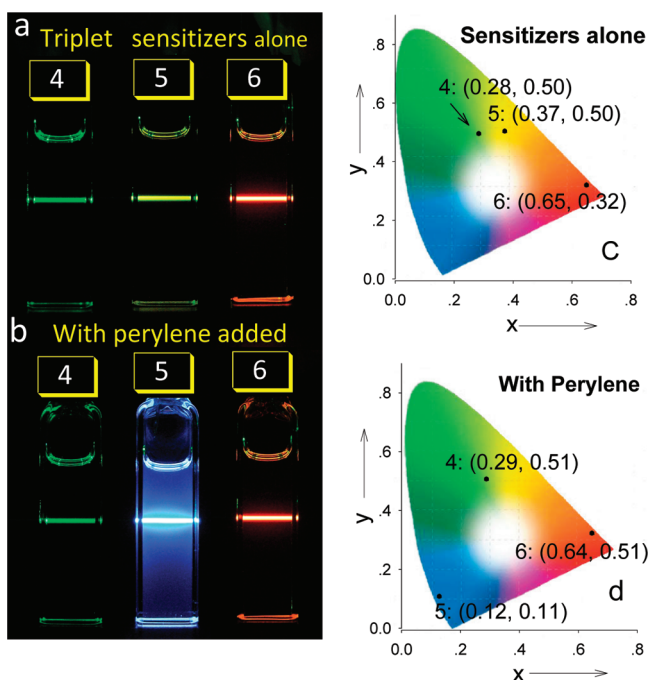 a
Triplet sensitizers alone
4 5 6
b
With perylene added
4 5 6
Sensitizers alone
4: (0.28, 0.50)
5: (0.37, 0.50)
6: (0.65, 0.32)
C
y
.8
.6
.4
.2
0.0
0.0 .2 .4 .6 .8
x
With Perylene
4: (0.29, 0.51)
6: (0.64, 0.51)
5: (0.12, 0.11)
d
y
.8
.6
.4
.2
0.0
0.0 .2 .4 .6 .8
x